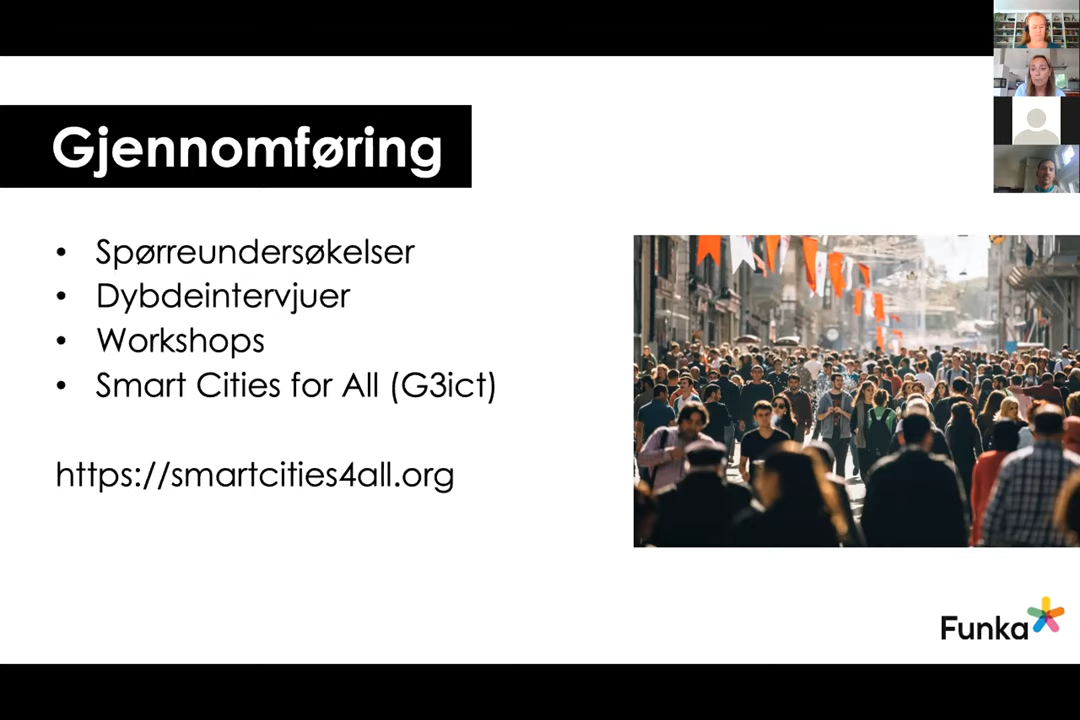 Gjennomføring
• Spørreundersøkelser
• Dybdeintervjuer
• Workshops
• Smart Cities for All (G3ict)
https://smartcities4all.org
Funka